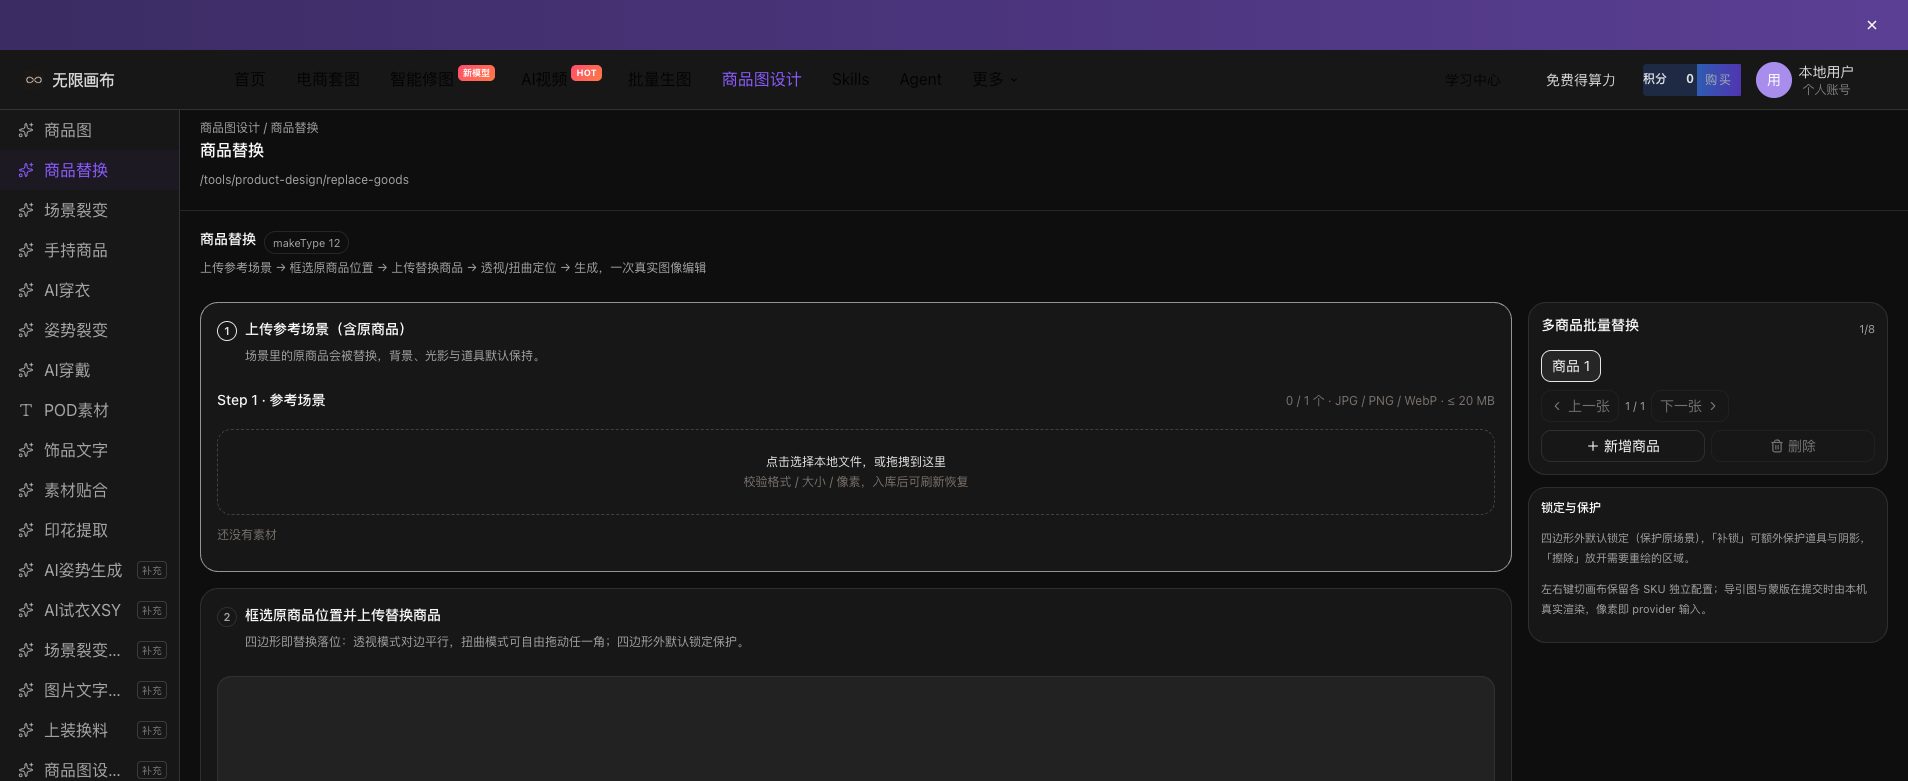 ×
无限画布
首页
电商套图
智能修图
新模型
AI视频
HOT
批量生图
商品图设计
Skills
Agent
更多
学习中心
免费得算力
积分 0
购买
用
本地用户
个人账号
商品图
商品替换
场景裂变
手持商品
AI穿衣
姿势裂变
AI穿戴
POD素材
饰品文字
素材贴合
印花提取
AI姿势生成 补充
AI试衣XSY 补充
场景裂变... 补充
图片文字... 补充
上装换料 补充
商品图设... 补充
商品图设计 / 商品替换
商品替换
/tools/product-design/replace-goods
商品替换 makeType 12
上传参考场景 → 框选原商品位置 → 上传替换商品 → 透视/扭曲定位 → 生成，一次真实图像编辑
1 上传参考场景（含原商品）
场景里的原商品会被替换，背景、光影与道具默认保持。
Step 1 · 参考场景
0 / 1 个 · JPG / PNG / WebP · ≤ 20 MB
点击选择本地文件，或拖拽到这里
校验格式 / 大小 / 像素，入库后可刷新恢复
还没有素材
2 框选原商品位置并上传替换商品
四边形即替换落位：透视模式对边平行，扭曲模式可自由拖动任一角；四边形外默认锁定保护。
多商品批量替换
1/8
商品 1
上一张 1 / 1 下一张
+ 新增商品
删除
锁定与保护
四边形外默认锁定（保护原场景），「补锁」可额外保护道具与阴影，
「擦除」放开需要重绘的区域。
左右键切画布保留各 SKU 独立配置；导引图与蒙版在提交时由本机
真实渲染，像素即 provider 输入。